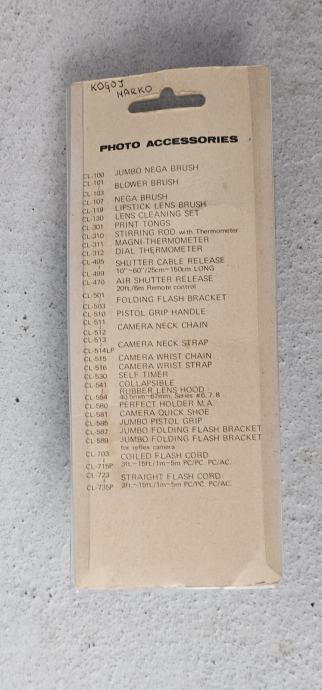 KOGOJ
MARKO
PHOTO ACCESSORIES
CL-100 JUMBO NEGA BRUSH
CL-101
BLOWER BRUSH
CL-103
CL-107 NEGA BRUSH
CL-119 LIPSTICK LENS BRUSH
CL-130 LENS CLEANING SET
CL-301 PRINT TONGS
CL-310 STIRRING ROD with Thermometer
CL-311 MAGNI-THERMOMETER
CL-312 DIAL THERMOMETER
CL-405 SHUTTER CABLE RELEASE
10"~60"/25cm~150cm LONG
CL-469
CL-470 AIR SHUTTER RELEASE
20ft./6m Remote control
CL-501
FOLDING FLASH BRACKET
CL-503
CL-510 PISTOL GRIP HANDLE
CL-511
CAMERA NECK CHAIN
CL-512
CL-513
CAMERA NECK STRAP
CL-514LP
CL-515 CAMERA WRIST CHAIN
CL-516 CAMERA WRIST STRAP
CL-530 SELF TIMER
CL-541 COLLAPSIBLE
RUBBER LENS HOOD
CL-554 40.5mm~67mm, Series #6. 7. 8
CL-560 PERFECT HOLDER M.A.
CL-581 CAMERA QUICK SHOE
CL-585 JUMBO PISTOL GRIP
CL-587 JUMBO FOLDING FLASH BRACKET
CL-589 JUMBO FOLDING FLASH BRACKET
for reflex camera
CL-703 COILED FLASH CORD
3ft.~15ft./1m~5m PC/PC. PC/AC.
CL-715P
CL-723 STRAIGHT FLASH CORD
3ft.~15ft./1m~5m PC/PC. PC/AC.
CL-735P